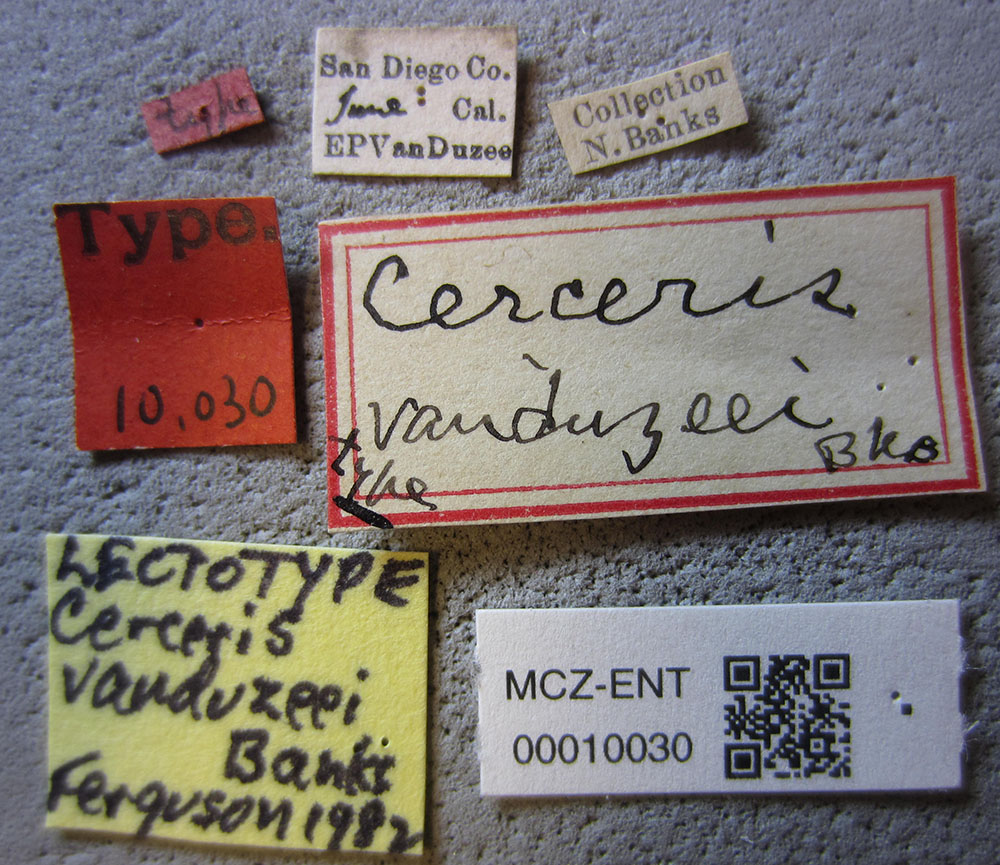 type
San Diego Co.
June Cal.
EPVanDuzee
Collection
N. Banks
Type.
10,030
Cerceris
vanduzeei
Bks
type
LECTOTYPE
Cerceris
vanduzeei
Banks
Ferguson 1982
MCZ-ENT
00010030